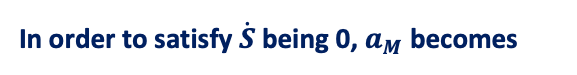 In order to satisfy Ṡ being 0, a_M becomes